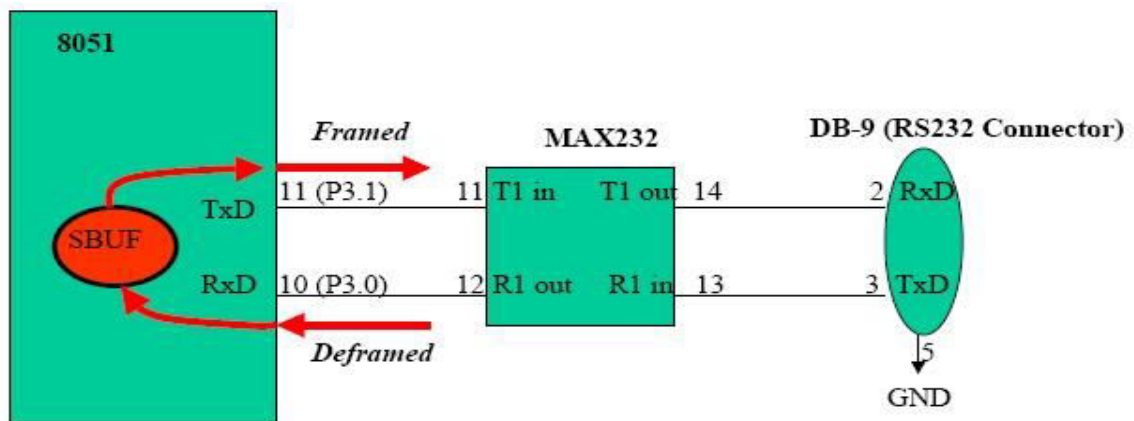 8051
Framed
MAX232
DB-9 (RS232 Connector)
TxD
11 (P3.1)
11
T1 in
T1 out
14
2
RxD
SBUF
RxD
10 (P3.0)
12
R1 out
R1 in
13
3
TxD
Deframed
5
GND